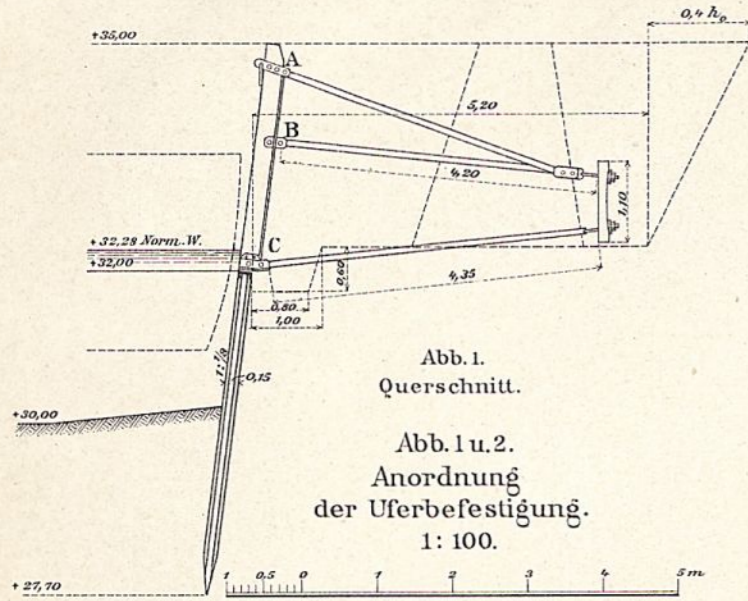 0,4 h₀
+35,00
A
5,20
B
4,20
1,10
+32,28 Norm. W.
C
+32,00
0,60
4,35
0,80
1,00
1:1/8
0,15
Abb. 1.
Querschnitt.
+30,00
Abb. 1 u. 2.
Anordnung
der Uferbefestigung.
1: 100.
+27,70
1 0,5 0 1 2 3 4 5 m